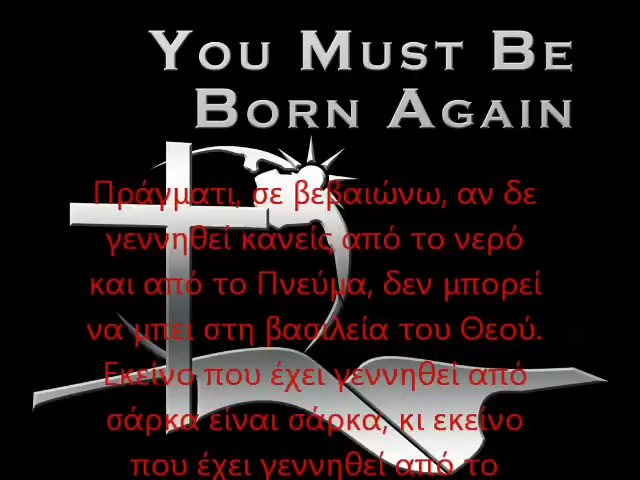 YOU MUST BE
BORN AGAIN
Πράγματι, σε βεβαιώνω, αν δε
γεννηθεί κανείς από το νερό
και από το Πνεύμα, δεν μπορεί
να μπει στη βασιλεία του Θεού.
Εκείνο που έχει γεννηθεί από
σάρκα είναι σάρκα, κι εκείνο
που έχει γεννηθεί από το